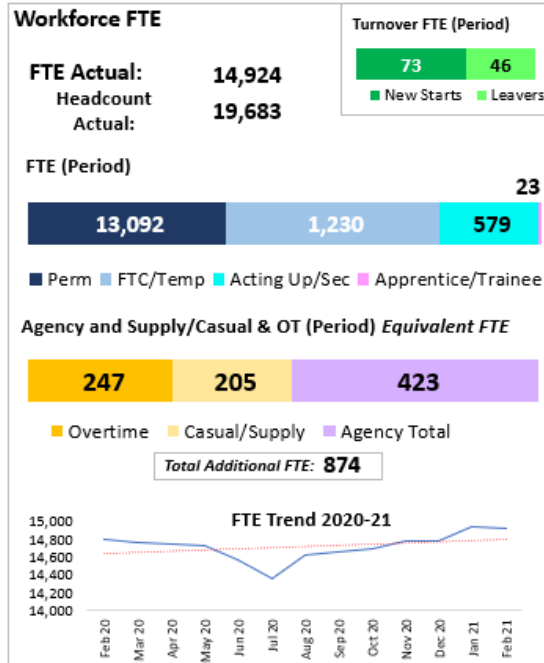 Workforce FTE
Turnover FTE (Period)
FTE Actual: 14,924
Headcount Actual: 19,683
73 46
New Starts Leavers
FTE (Period)
23
13,092 1,230 579
Perm FTC/Temp Acting Up/Sec Apprentice/Trainee
Agency and Supply/Casual & OT (Period) Equivalent FTE
247 205 423
Overtime Casual/Supply Agency Total
Total Additional FTE: 874
FTE Trend 2020-21
15,000
14,800
14,600
14,400
14,200
14,000
Feb 20 Mar 20 Apr 20 May 20 Jun 20 Jul 20 Aug 20 Sep 20 Oct 20 Nov 20 Dec 20 Jan 21 Feb 21